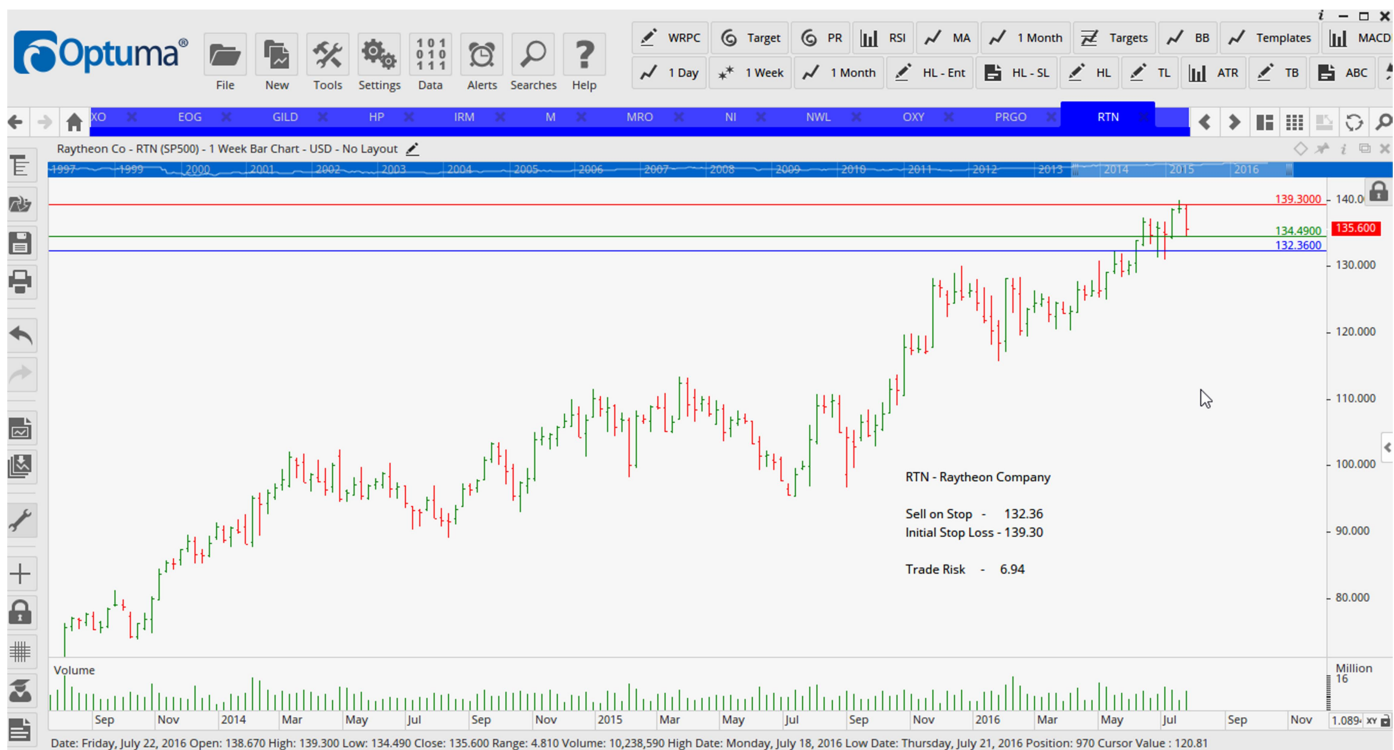 i
Optuma®
File New Tools Settings Data Alerts Searches Help
101
010
111
WRPC Target PR RSI MA 1 Month Targets BB Templates MACD
1 Day 1 Week 1 Month HL - Ent HL - SL HL TL ATR TB ABC
XO EOG GILD HP IRM M MRO NI NWL OXY PRGO RTN
Raytheon Co - RTN (SP500) - 1 Week Bar Chart - USD - No Layout
1997 1999 2000 2001 2002 2003 2004 2005 2006 2007 2008 2009 2010 2011 2012 2013 2014 2015 2016
139.3000
140.0
134.4900
135.600
132.3600
130.000
120.000
110.000
100.000
RTN - Raytheon Company
Sell on Stop - 132.36
Initial Stop Loss - 139.30
90.000
Trade Risk - 6.94
80.000
Volume
Million
16
Sep Nov 2014 Mar May Jul Sep Nov 2015 Mar May Jul Sep Nov 2016 Mar May Jul Sep Nov 1.089 XY
Date: Friday, July 22, 2016 Open: 138.670 High: 139.300 Low: 134.490 Close: 135.600 Range: 4.810 Volume: 10,238,590 High Date: Monday, July 18, 2016 Low Date: Thursday, July 21, 2016 Position: 970 Cursor Value : 120.81